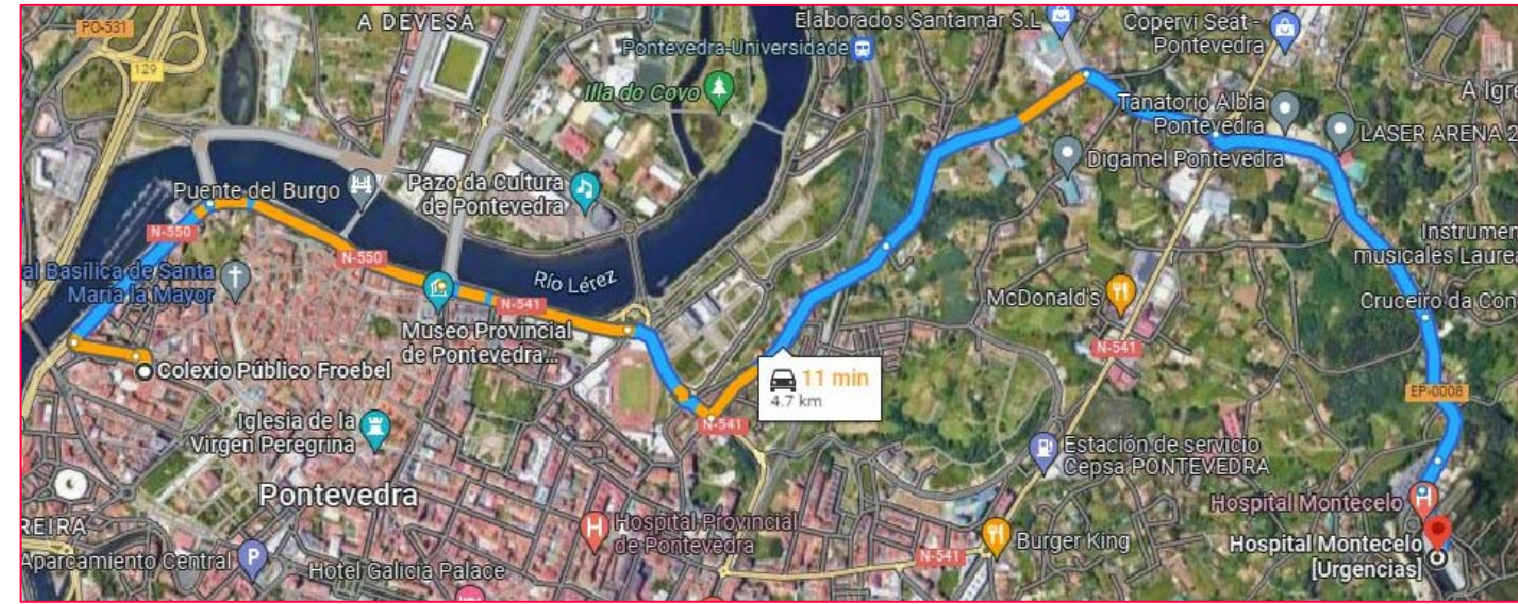 PO-531
A DEVESA
129
Elaborados Santamar S.L
Copervi Seat -
Pontevedra
Pontevedra-Universidade
Illa do Covo
A Igre
Tanatorio Albia
Pontevedra
LASER ARENA 2
Digamel Pontevedra
Puente del Burgo
Pazo da Cultura
de Pontevedra
N-550
N-550
al Basílica de Santa
María la Mayor
Río Lérez
N-541
Instrumen
musicales Laurea
McDonald's
Cruceiro da Con
Museo Provincial
de Pontevedra...
N-541
Colexio Público Froebel
11 min
4.7 km
EP-0008
N-541
Iglesia de la
Virgen Peregrina
Estación de servicio
Cepsa PONTEVEDRA
Pontevedra
Hospital Montecelo
REIRA
Hospital Provincial
de Pontevedra
Burger King
Hospital Montecelo
[Urgencias]
N-541
Aparcamiento Central
P
Hotel Galicia Palace